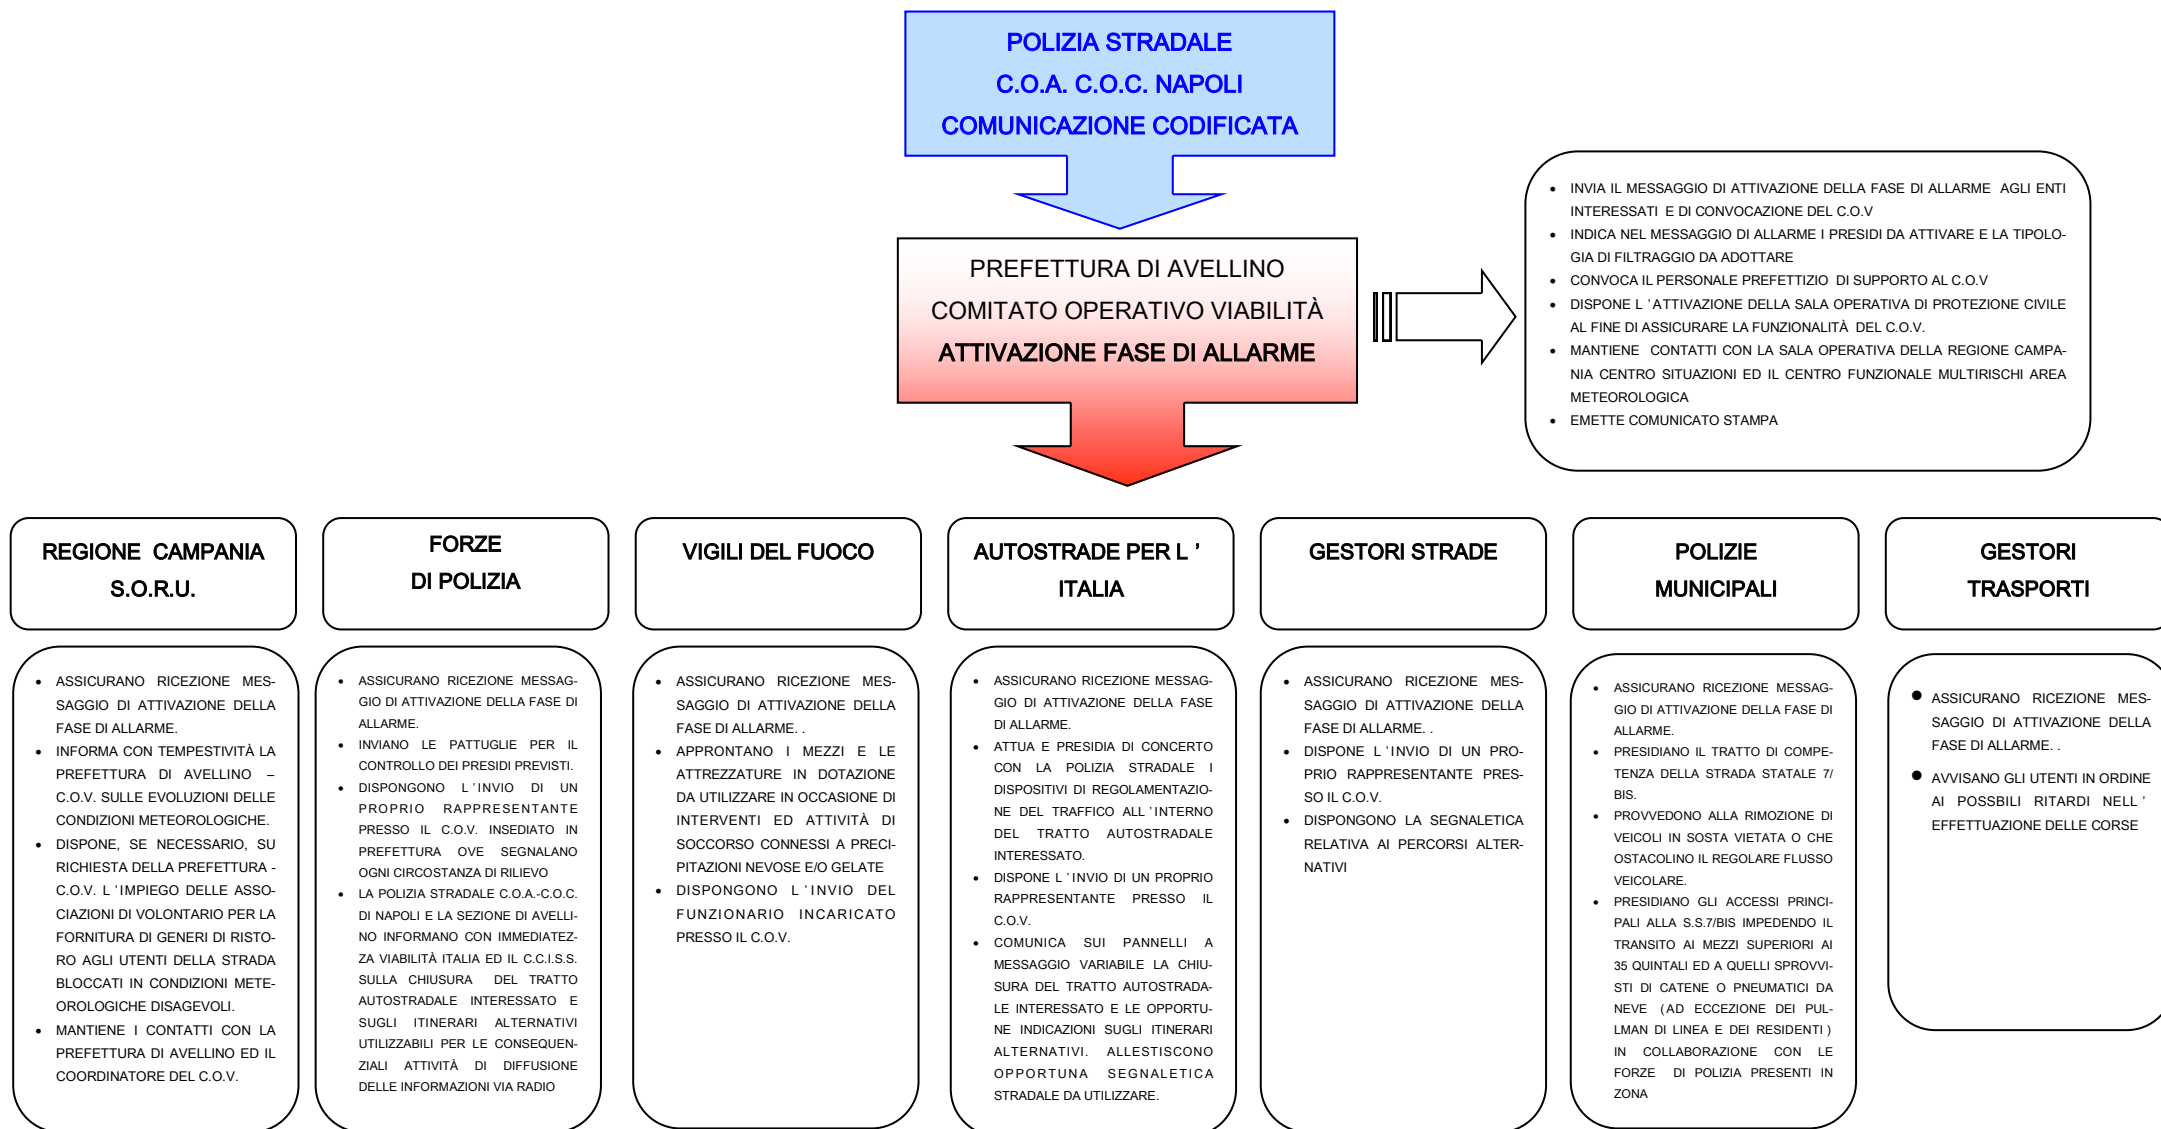 POLIZIA STRADALE
C.O.A. C.O.C. NAPOLI
COMUNICAZIONE CODIFICATA
PREFETTURA DI AVELLINO
COMITATO OPERATIVO VIABILITÀ
ATTIVAZIONE FASE DI ALLARME
• INVIA IL MESSAGGIO DI ATTIVAZIONE DELLA FASE DI ALLARME AGLI ENTI
INTERESSATI E DI CONVOCAZIONE DEL C.O.V
• INDICA NEL MESSAGGIO DI ALLARME I PRESIDI DA ATTIVARE E LA TIPOLO-
GIA DI FILTRAGGIO DA ADOTTARE
• CONVOCA IL PERSONALE PREFETTIZIO DI SUPPORTO AL C.O.V
• DISPONE L 'ATTIVAZIONE DELLA SALA OPERATIVA DI PROTEZIONE CIVILE
AL FINE DI ASSICURARE LA FUNZIONALITÀ DEL C.O.V.
• MANTIENE CONTATTI CON LA SALA OPERATIVA DELLA REGIONE CAMPA-
NIA CENTRO SITUAZIONI ED IL CENTRO FUNZIONALE MULTIRISCHI AREA
METEOROLOGICA
• EMETTE COMUNICATO STAMPA
REGIONE CAMPANIA
S.O.R.U.
FORZE
DI POLIZIA
VIGILI DEL FUOCO
AUTOSTRADE PER L '
ITALIA
GESTORI STRADE
POLIZIE
MUNICIPALI
GESTORI
TRASPORTI
• ASSICURANO RICEZIONE MES-
SAGGIO DI ATTIVAZIONE DELLA
FASE DI ALLARME.
• INFORMA CON TEMPESTIVITÀ LA
PREFETTURA DI AVELLINO –
C.O.V. SULLE EVOLUZIONI DELLE
CONDIZIONI METEOROLOGICHE.
• DISPONE, SE NECESSARIO, SU
RICHIESTA DELLA PREFETTURA -
C.O.V. L 'IMPIEGO DELLE ASSO-
CIAZIONI DI VOLONTARIO PER LA
FORNITURA DI GENERI DI RISTO-
RO AGLI UTENTI DELLA STRADA
BLOCCATI IN CONDIZIONI METE-
OROLOGICHE DISAGEVOLI.
• MANTIENE I CONTATTI CON LA
PREFETTURA DI AVELLINO ED IL
COORDINATORE DEL C.O.V.
• ASSICURANO RICEZIONE MESSAG-
GIO DI ATTIVAZIONE DELLA FASE DI
ALLARME.
• INVIANO LE PATTUGLIE PER IL
CONTROLLO DEI PRESIDI PREVISTI.
• DISPONGONO L 'INVIO DI UN
PROPRIO RAPPRESENTANTE
PRESSO IL C.O.V. INSEDIATO IN
PREFETTURA OVE SEGNALANO
OGNI CIRCOSTANZA DI RILIEVO
• LA POLIZIA STRADALE C.O.A.-C.O.C.
DI NAPOLI E LA SEZIONE DI AVELLI-
NO INFORMANO CON IMMEDIATEZ-
ZA VIABILITÀ ITALIA ED IL C.C.I.S.S.
SULLA CHIUSURA DEL TRATTO
AUTOSTRADALE INTERESSATO E
SUGLI ITINERARI ALTERNATIVI
UTILIZZABILI PER LE CONSEQUEN-
ZIALI ATTIVITÀ DI DIFFUSIONE
DELLE INFORMAZIONI VIA RADIO
• ASSICURANO RICEZIONE MES-
SAGGIO DI ATTIVAZIONE DELLA
FASE DI ALLARME. .
• APPRONTANO I MEZZI E LE
ATTREZZATURE IN DOTAZIONE
DA UTILIZZARE IN OCCASIONE DI
INTERVENTI ED ATTIVITÀ DI
SOCCORSO CONNESSI A PRECI-
PITAZIONI NEVOSE E/O GELATE
• DISPONGONO L 'INVIO DEL
FUNZIONARIO INCARICATO
PRESSO IL C.O.V.
• ASSICURANO RICEZIONE MESSAG-
GIO DI ATTIVAZIONE DELLA FASE
DI ALLARME.
• ATTUA E PRESIDIA DI CONCERTO
CON LA POLIZIA STRADALE I
DISPOSITIVI DI REGOLAMENTAZIO-
NE DEL TRAFFICO ALL 'INTERNO
DEL TRATTO AUTOSTRADALE
INTERESSATO.
• DISPONE L 'INVIO DI UN PROPRIO
RAPPRESENTANTE PRESSO IL
C.O.V.
• COMUNICA SUI PANNELLI A
MESSAGGIO VARIABILE LA CHIU-
SURA DEL TRATTO AUTOSTRADA-
LE INTERESSATO E LE OPPORTU-
NE INDICAZIONI SUGLI ITINERARI
ALTERNATIVI. ALLESTISCONO
OPPORTUNA SEGNALETICA
STRADALE DA UTILIZZARE.
• ASSICURANO RICEZIONE MES-
SAGGIO DI ATTIVAZIONE DELLA
FASE DI ALLARME. .
• DISPONE L 'INVIO DI UN PRO-
PRIO RAPPRESENTANTE PRES-
SO IL C.O.V.
• DISPONGONO LA SEGNALETICA
RELATIVA AI PERCORSI ALTER-
NATIVI
• ASSICURANO RICEZIONE MESSAG-
GIO DI ATTIVAZIONE DELLA FASE DI
ALLARME.
• PRESIDIANO IL TRATTO DI COMPE-
TENZA DELLA STRADA STATALE 7/
BIS.
• PROVVEDONO ALLA RIMOZIONE DI
VEICOLI IN SOSTA VIETATA O CHE
OSTACOLINO IL REGOLARE FLUSSO
VEICOLARE.
• PRESIDIANO GLI ACCESSI PRINCI-
PALI ALLA S.S.7/BIS IMPEDENDO IL
TRANSITO AI MEZZI SUPERIORI AI
35 QUINTALI ED A QUELLI SPROVVI-
STI DI CATENE O PNEUMATICI DA
NEVE (AD ECCEZIONE DEI PUL-
LMAN DI LINEA E DEI RESIDENTI )
IN COLLABORAZIONE CON LE
FORZE DI POLIZIA PRESENTI IN
ZONA
• ASSICURANO RICEZIONE MES-
SAGGIO DI ATTIVAZIONE DELLA
FASE DI ALLARME. .
• AVVISANO GLI UTENTI IN ORDINE
AI POSSBILI RITARDI NELL '
EFFETTUAZIONE DELLE CORSE